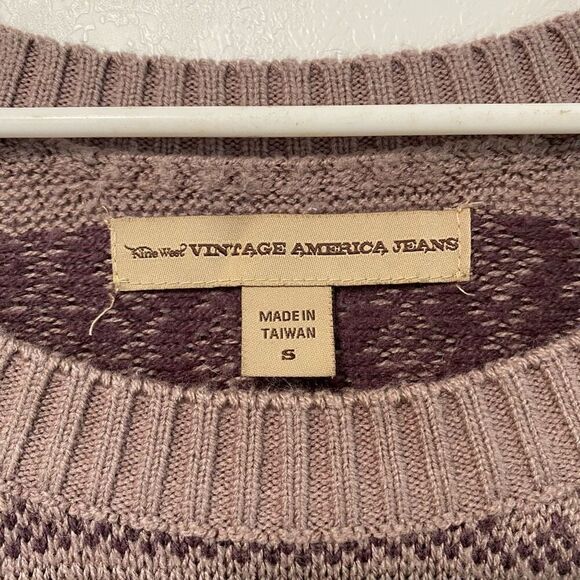 Nine West VINTAGE AMERICA JEANS
MADE IN
TAIWAN
S